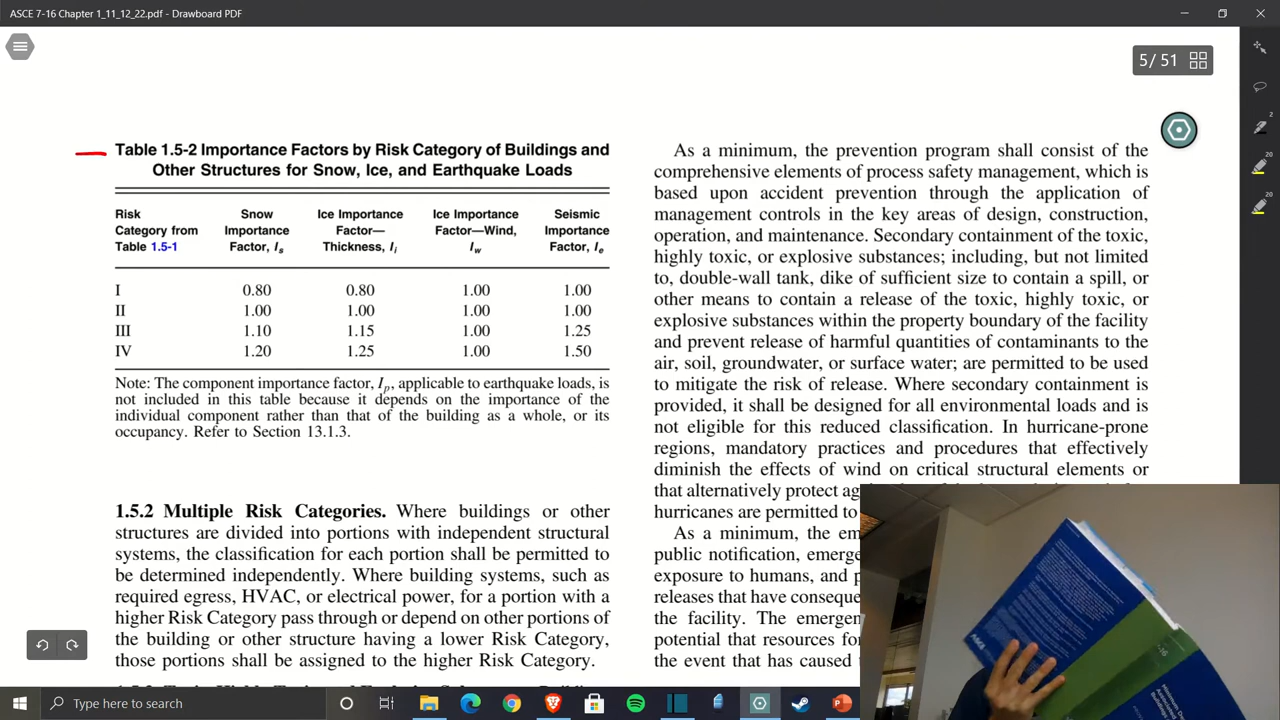 ASCE 7-16 Chapter 1_11_12_22.pdf - Drawboard PDF
5/ 51
Table 1.5-2 Importance Factors by Risk Category of Buildings and
Other Structures for Snow, Ice, and Earthquake Loads
Risk Category from Table 1.5-1 Snow Importance Factor, Is Ice Importance Factor—Thickness, Ii Ice Importance Factor—Wind, Iw Seismic Importance Factor, Ie
I 0.80 0.80 1.00 1.00
II 1.00 1.00 1.00 1.00
III 1.10 1.15 1.00 1.25
IV 1.20 1.25 1.00 1.50
Note: The component importance factor, Ip, applicable to earthquake loads, is
not included in this table because it depends on the importance of the
individual component rather than that of the building as a whole, or its
occupancy. Refer to Section 13.1.3.
1.5.2 Multiple Risk Categories. Where buildings or other
structures are divided into portions with independent structural
systems, the classification for each portion shall be permitted to
be determined independently. Where building systems, such as
required egress, HVAC, or electrical power, for a portion with a
higher Risk Category pass through or depend on other portions of
the building or other structure having a lower Risk Category,
those portions shall be assigned to the higher Risk Category.
As a minimum, the prevention program shall consist of the
comprehensive elements of process safety management, which is
based upon accident prevention through the application of
management controls in the key areas of design, construction,
operation, and maintenance. Secondary containment of the toxic,
highly toxic, or explosive substances; including, but not limited
to, double-wall tank, dike of sufficient size to contain a spill, or
other means to contain a release of the toxic, highly toxic, or
explosive substances within the property boundary of the facility
and prevent release of harmful quantities of contaminants to the
air, soil, groundwater, or surface water; are permitted to be used
to mitigate the risk of release. Where secondary containment is
provided, it shall be designed for all environmental loads and is
not eligible for this reduced classification. In hurricane-prone
regions, mandatory practices and procedures that effectively
diminish the effects of wind on critical structural elements or
that alternatively protect
hurricanes are permitted to
As a minimum, the
public notification,
exposure to humans, and
releases that have
the facility. The
potential that resources for
the event that has caused
ASCE
Type here to search
2
20
20